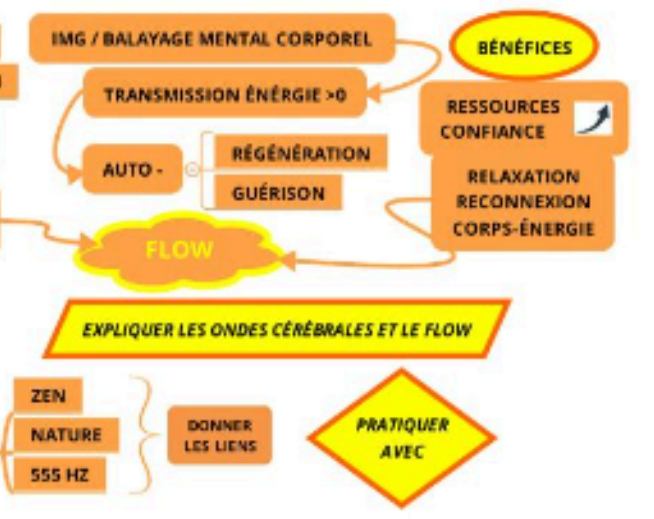 IMG / BALAYAGE MENTAL CORPOREL
BÉNÉFICES
TRANSMISSION ÉNÉRGIE >0
RESSOURCES
CONFIANCE
AUTO -
RÉGÉNÉRATION
GUÉRISON
RELAXATION
RECONNEXION
CORPS-ÉNERGIE
FLOW
EXPLIQUER LES ONDES CÉRÉBRALES ET LE FLOW
ZEN
NATURE
555 HZ
DONNER
LES LIENS
PRATIQUER
AVEC